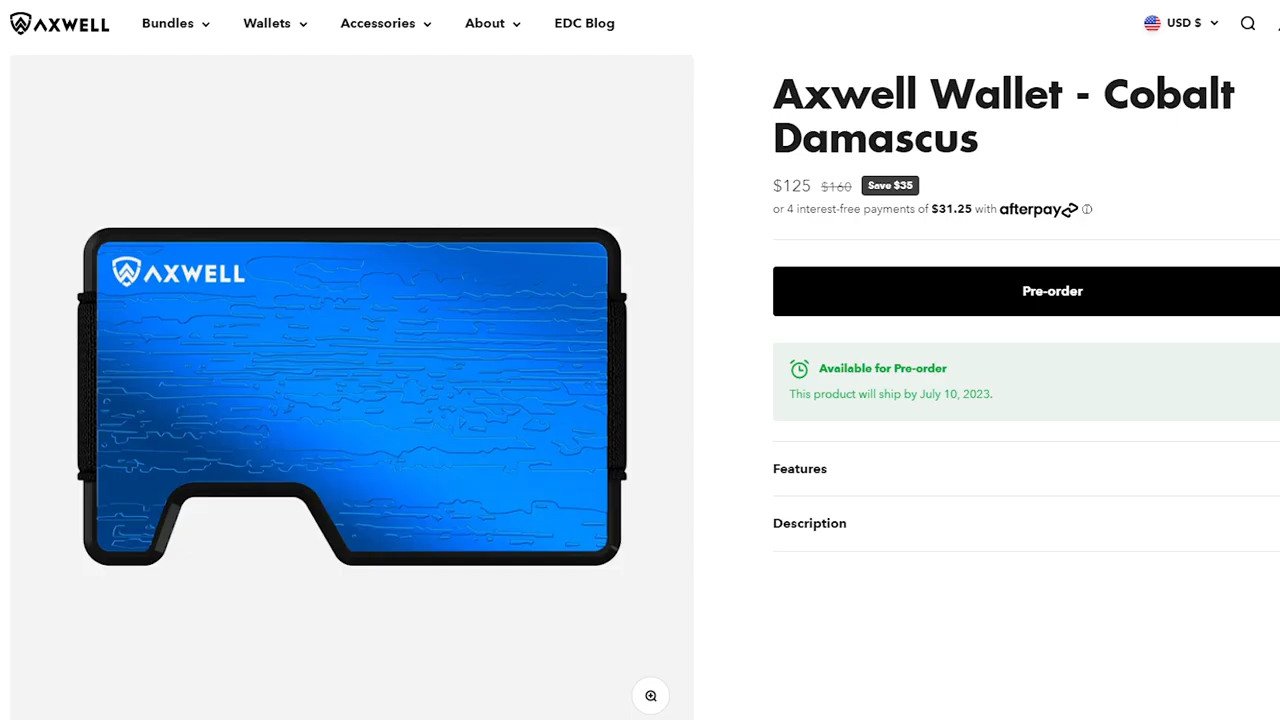 AXWELL Bundles Wallets Accessories About EDC Blog USD $
Axwell Wallet - Cobalt
Damascus
$125 $160 Save $35
or 4 interest-free payments of $31.25 with afterpay
Pre-order
Available for Pre-order
This product will ship by July 10, 2023.
Features
Description
AXWELL